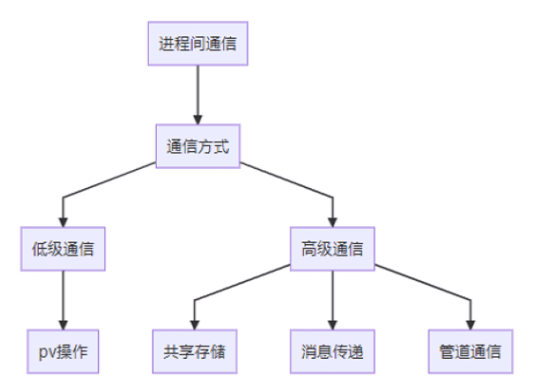 进程间通信
通信方式
低级通信
高级通信
pv操作
共享存储
消息传递
管道通信